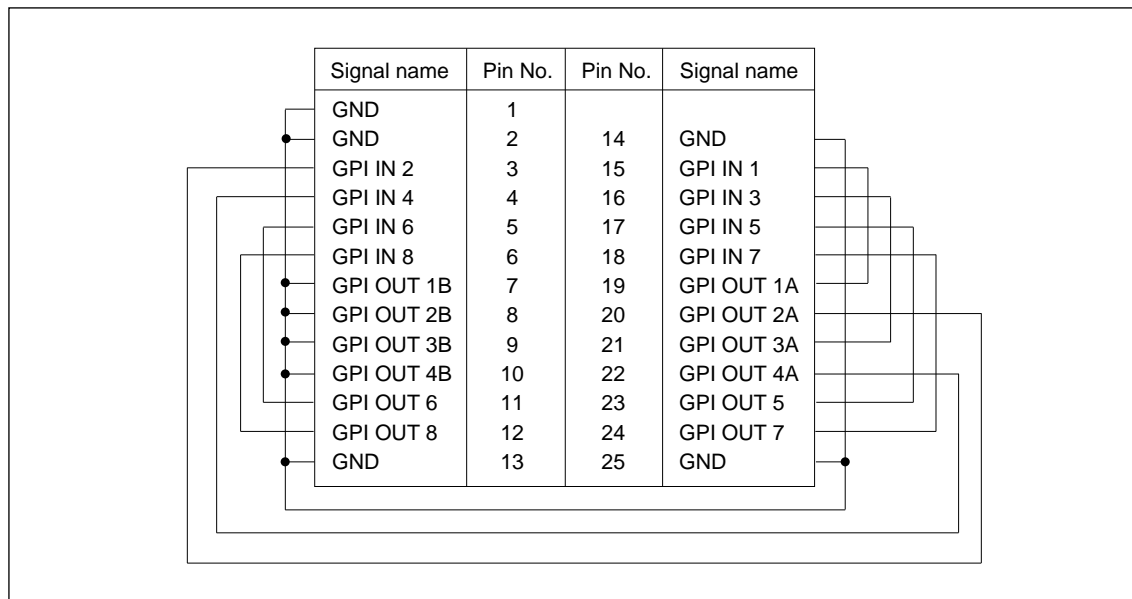 Signal name Pin No. Pin No. Signal name
GND 1
GND 2 14 GND
GPI IN 2 3 15 GPI IN 1
GPI IN 4 4 16 GPI IN 3
GPI IN 6 5 17 GPI IN 5
GPI IN 8 6 18 GPI IN 7
GPI OUT 1B 7 19 GPI OUT 1A
GPI OUT 2B 8 20 GPI OUT 2A
GPI OUT 3B 9 21 GPI OUT 3A
GPI OUT 4B 10 22 GPI OUT 4A
GPI OUT 6 11 23 GPI OUT 5
GPI OUT 8 12 24 GPI OUT 7
GND 13 25 GND